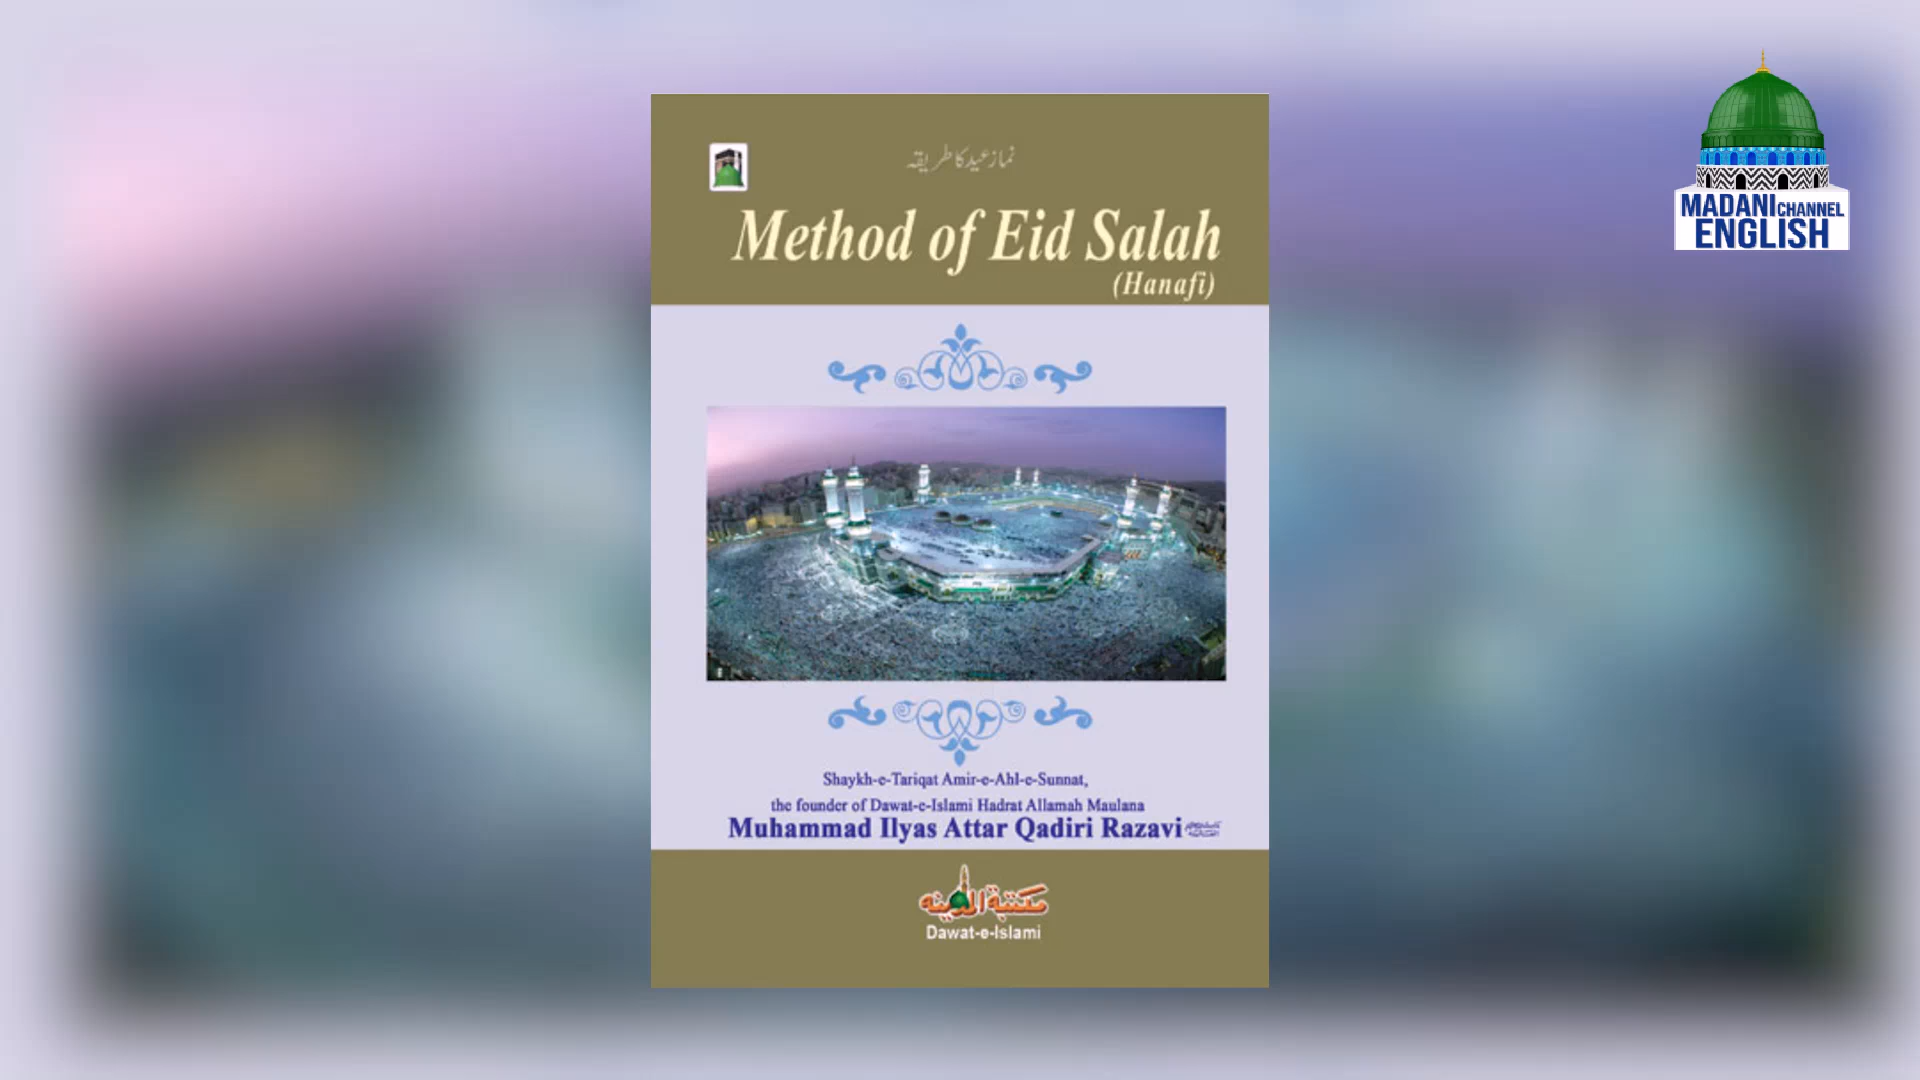 نماز عید کا طریقہ
Method of Eid Salah
(Hanafi)
MADANI CHANNEL
ENGLISH
Shaykh-e-Tariqat Amir-e-Ahl-e-Sunnat,
the founder of Dawat-e-Islami Hadrat Allamah Maulana
Muhammad Ilyas Attar Qadiri Razavi
مکتبۃ المدینہ
Dawat-e-Islami